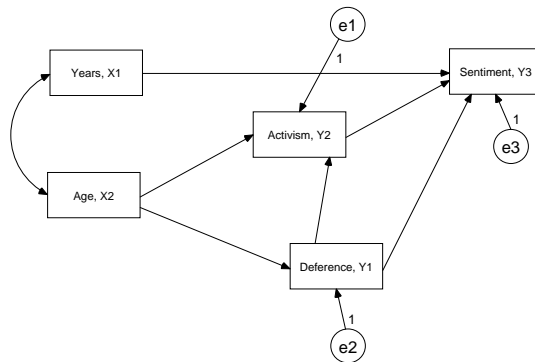 e1
1
Years, X1
Sentiment, Y3
Activism, Y2
1
e3
Age, X2
Deference, Y1
1
e2